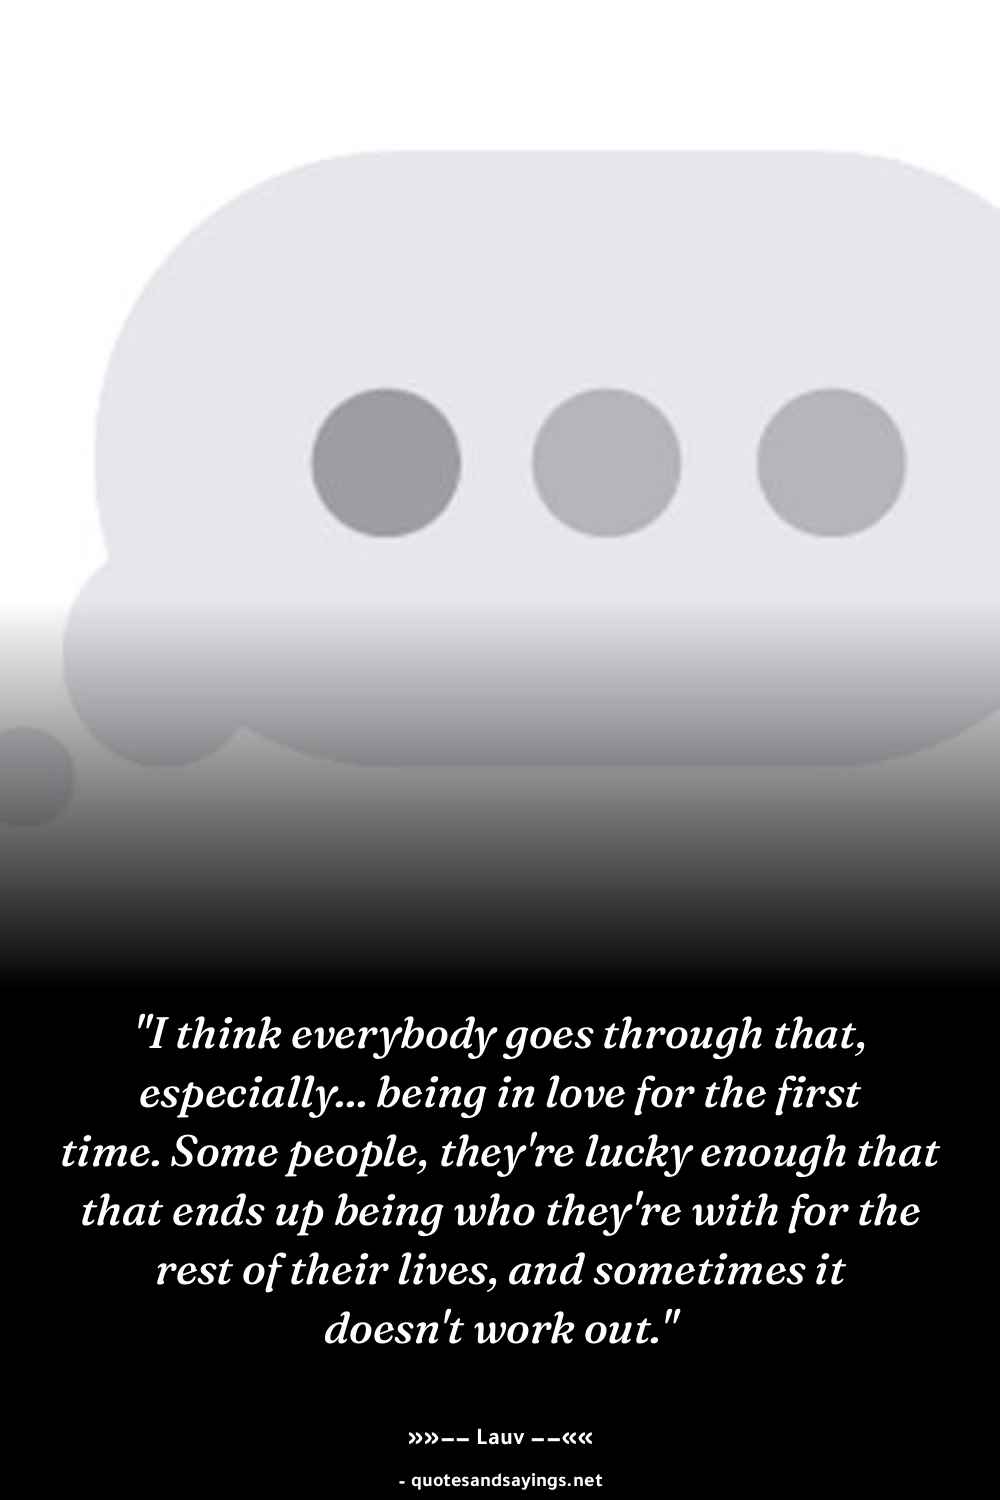 "I think everybody goes through that,
especially... being in love for the first
time. Some people, they're lucky enough that
that ends up being who they're with for the
rest of their lives, and sometimes it
doesn't work out."
»»−− Lauv −−««
- quotesandsayings.net